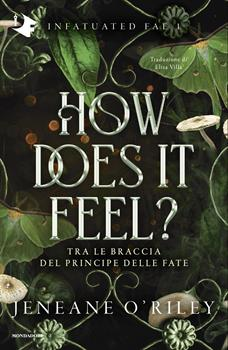 INFATUATED FAE 1
Traduzione di
Elisa Villa
HOW
DOES IT
FEEL?
TRA LE BRACCIA
DEL PRINCIPE DELLE FATE
MONDADORI
JENEANE O'RILEY